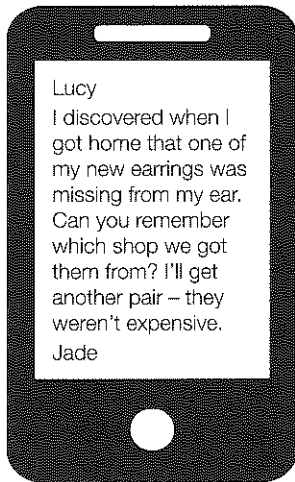 Lucy
I discovered when I
got home that one of
my new earrings was
missing from my ear.
Can you remember
which shop we got
them from? I'll get
another pair – they
weren't expensive.
Jade